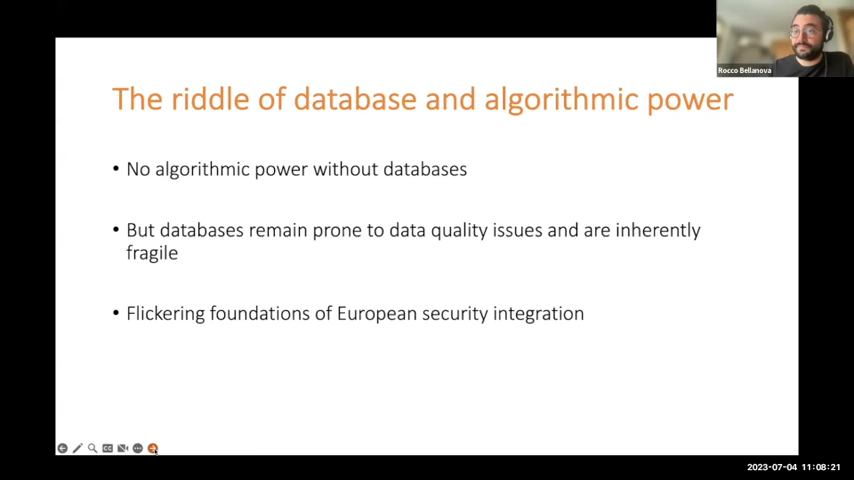 Rocco Bellanova
The riddle of database and algorithmic power
• No algorithmic power without databases
• But databases remain prone to data quality issues and are inherently
fragile
• Flickering foundations of European security integration
CC
2023-07-04 11:08:21